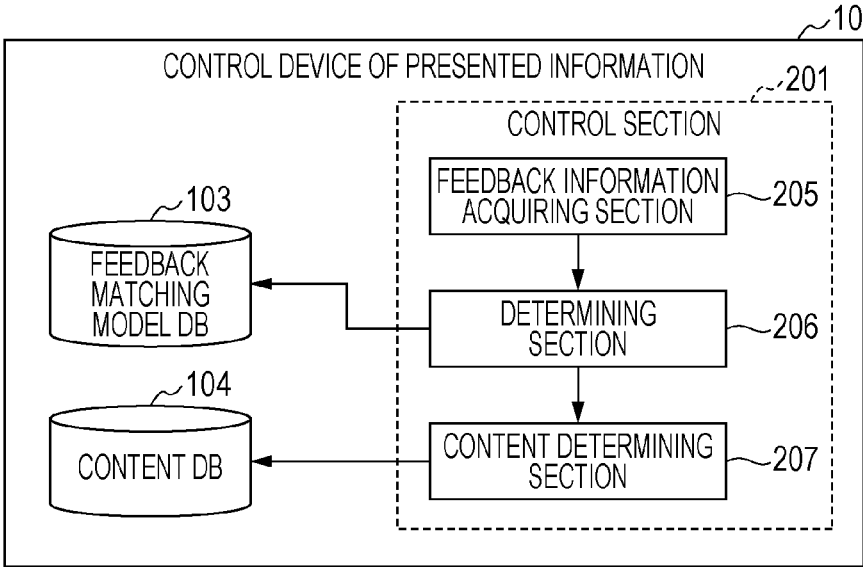 10
CONTROL DEVICE OF PRESENTED INFORMATION
201
CONTROL SECTION
FEEDBACK INFORMATION
ACQUIRING SECTION
205
103
FEEDBACK
MATCHING
MODEL DB
DETERMINING
SECTION
206
104
CONTENT DB
CONTENT DETERMINING
SECTION
207